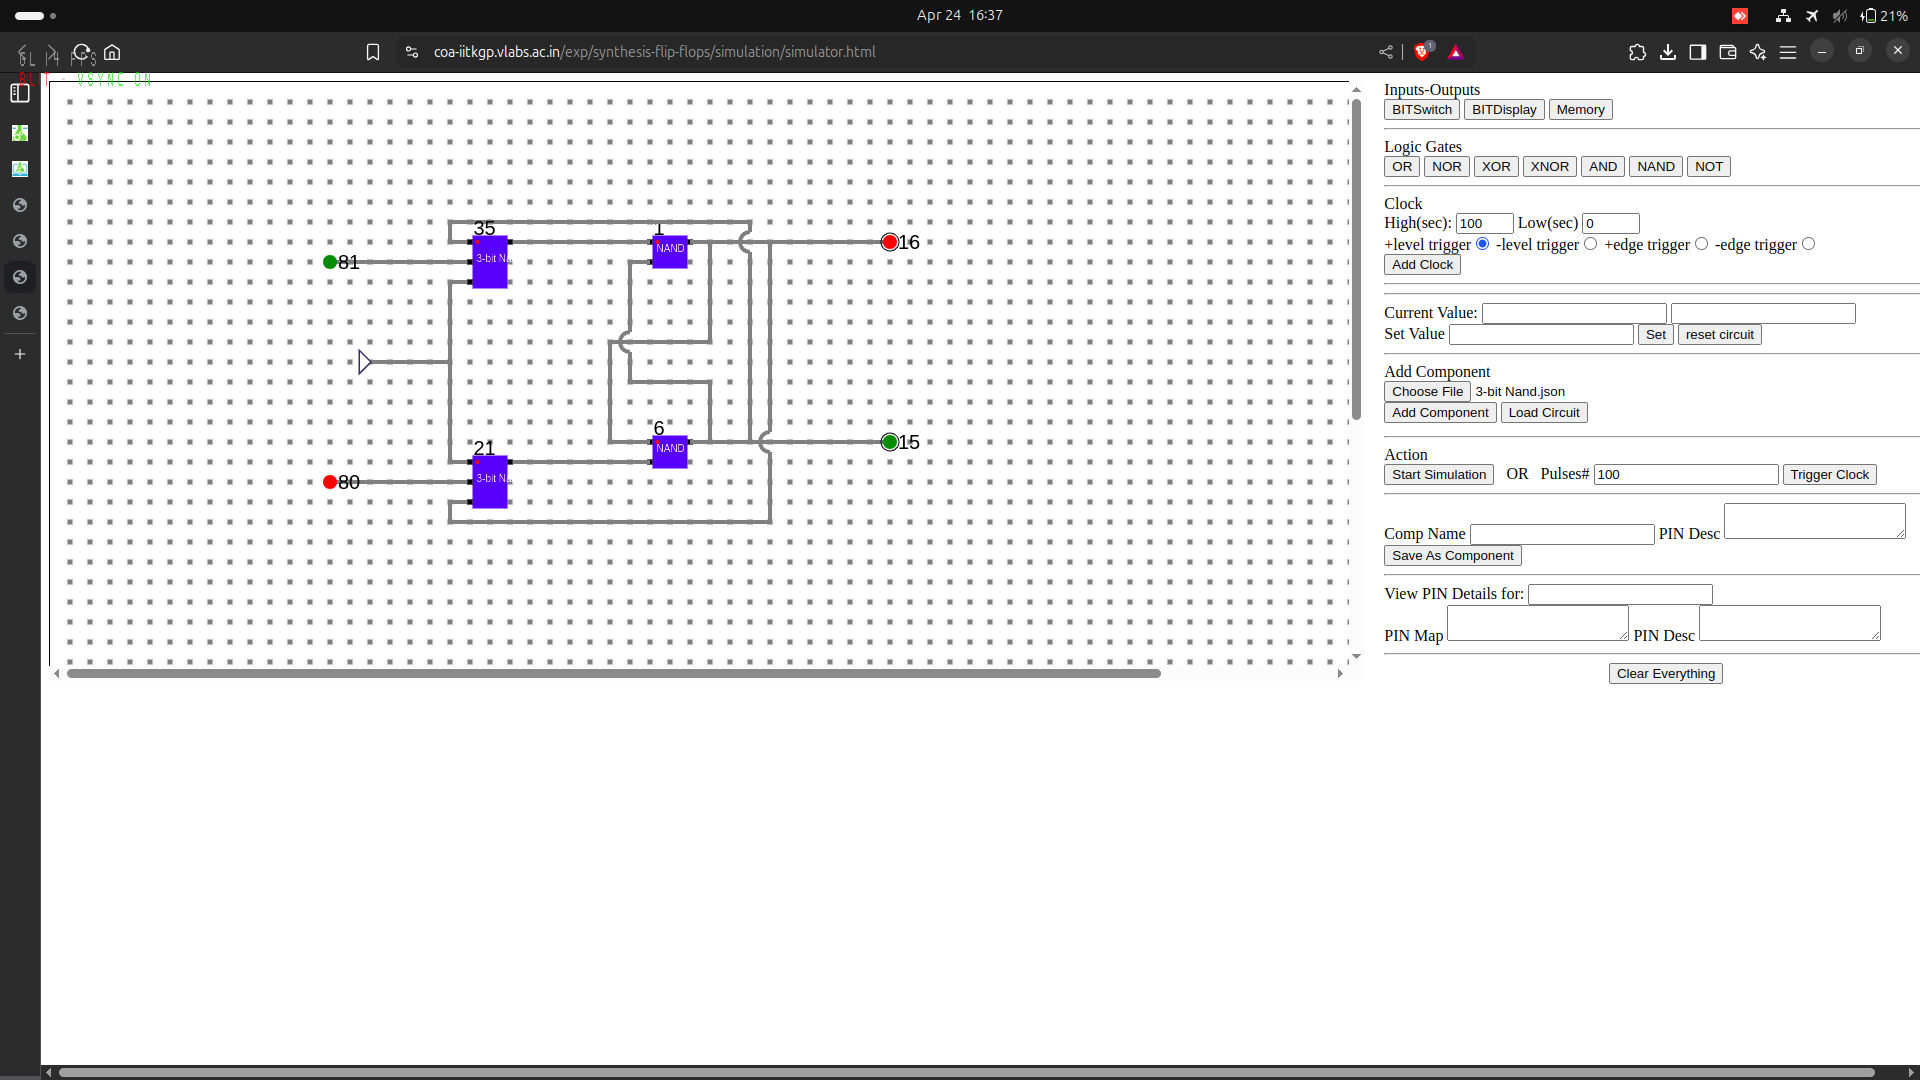 Apr 24 16:37
21%
coa-iitkgp.vlabs.ac.in/exp/synthesis-flip-flops/simulation/simulator.html
1
VSYNC ON
35
1
NAND
16
81
3-bit Na
6
NAND
15
21
3-bit Na
80
Inputs-Outputs
BITSwitch BITDisplay Memory
Logic Gates
OR NOR XOR XNOR AND NAND NOT
Clock
High(sec): 100 Low(sec) 0
+level trigger -level trigger +edge trigger -edge trigger
Add Clock
Current Value:
Set Value Set reset circuit
Add Component
Choose File 3-bit Nand.json
Add Component Load Circuit
Action
Start Simulation OR Pulses# 100 Trigger Clock
Comp Name PIN Desc
Save As Component
View PIN Details for:
PIN Map PIN Desc
Clear Everything